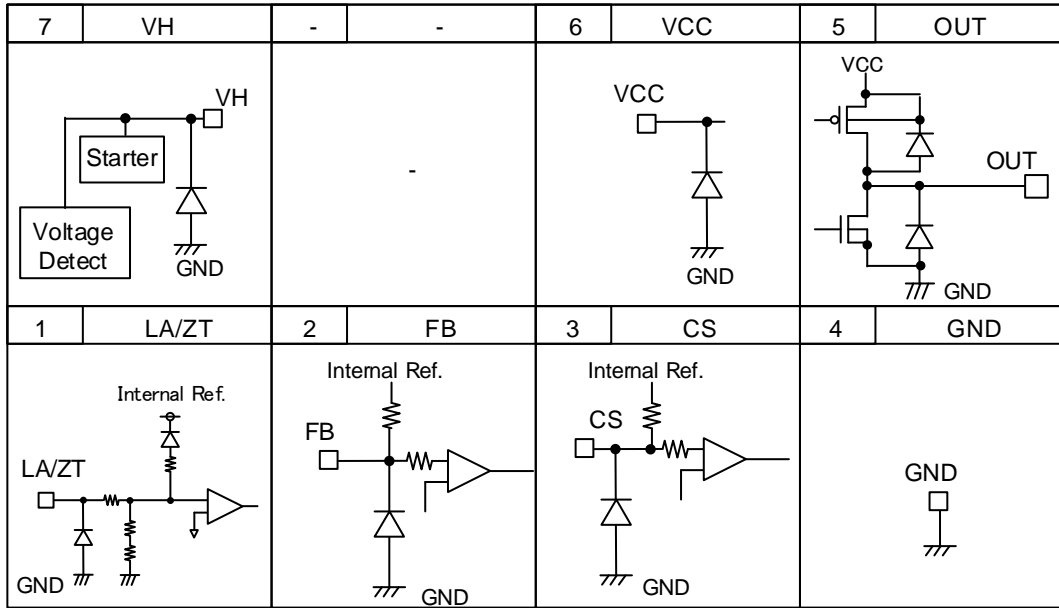 7 VH - - 6 VCC 5 OUT
VH
Starter
Voltage
Detect
GND
-
VCC
GND
VCC
OUT
GND
1 LA/ZT 2 FB 3 CS 4 GND
Internal Ref.
LA/ZT
GND
Internal Ref.
FB
GND
Internal Ref.
CS
GND
GND